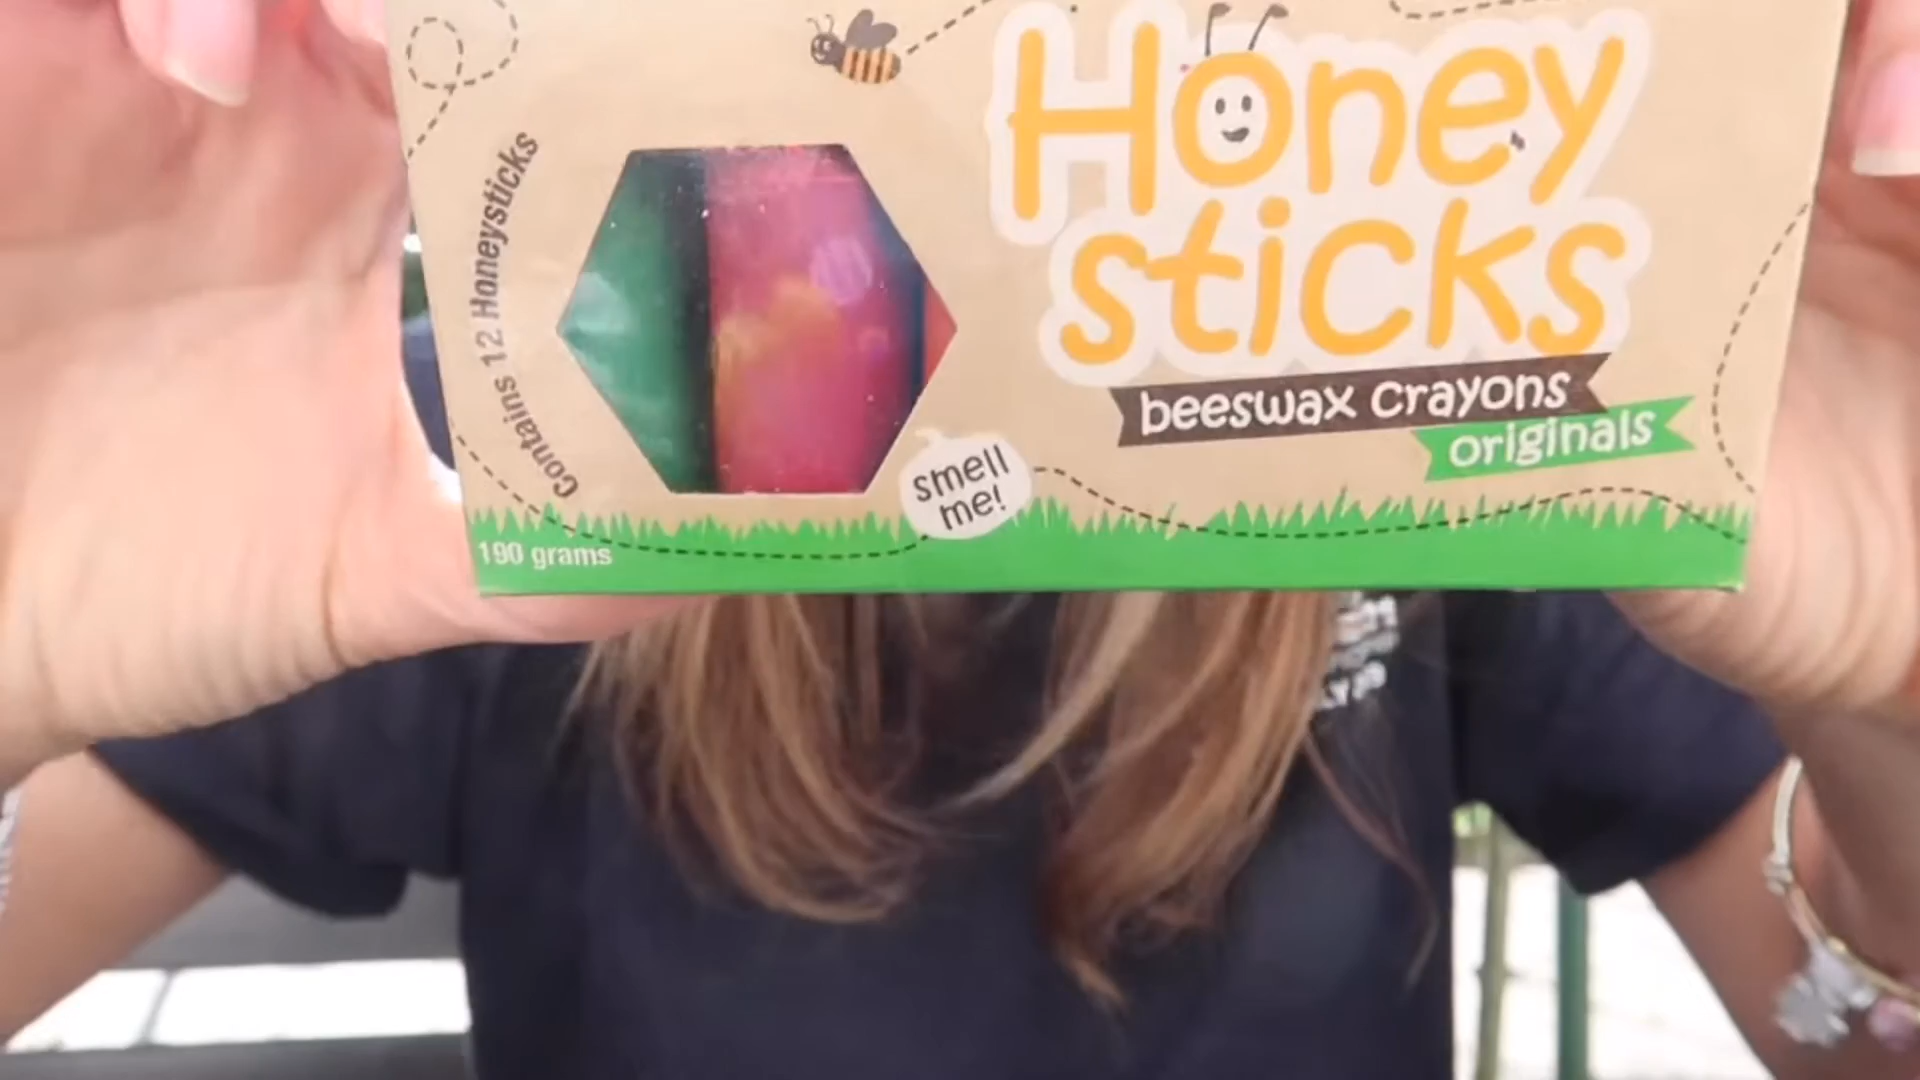 Honey
sticks
beeswax crayons
originals
Contains 12 Honeysticks
smell
me!
190 grams